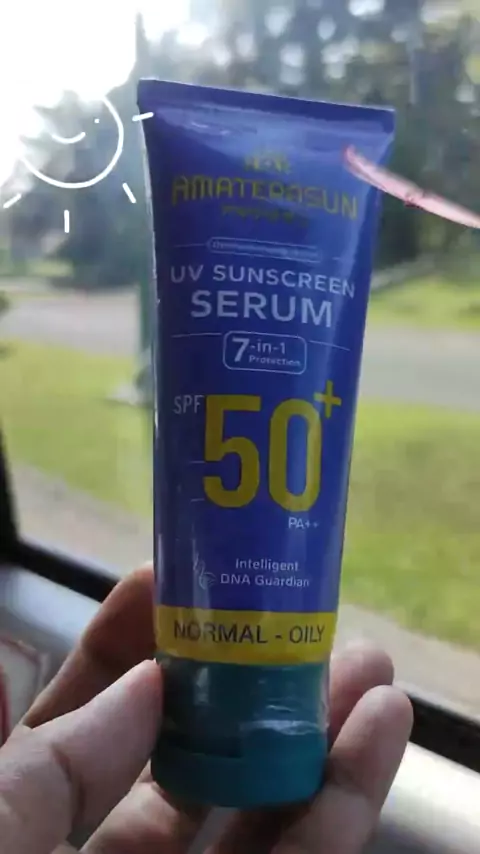 AMATERASUN
UV SUNSCREEN
SERUM
7-in-1
Protection
SPF
50+
PA++
Intelligent
DNA Guardian
NORMAL - OILY